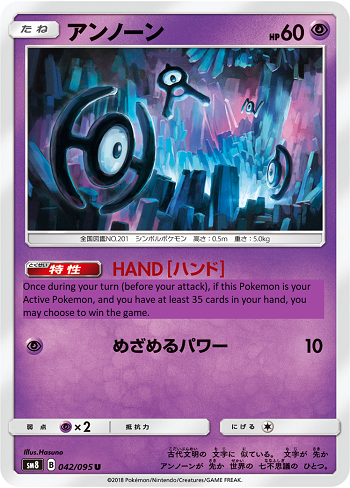 たね アンノーン HP60
全国図鑑NO.201 シンボルポケモン 高さ:0.5m 重さ:5.0kg
とくせい
特性 HAND[ハンド]
Once during your turn (before your attack), if this Pokemon is your
Active Pokemon, and you have at least 35 cards in your hand, you
may choose to win the game.
めざめるパワー 10
弱点 ×2 抵抗力 にげる
Illus.Hasuno
sm8 B 042/095 U
古代文明の 文字に 似ている。 文字が 先か
アンノーンが 先か 世界の 七不思議の ひとつ。
©2018 Pokémon/Nintendo/Creatures/GAME FREAK.